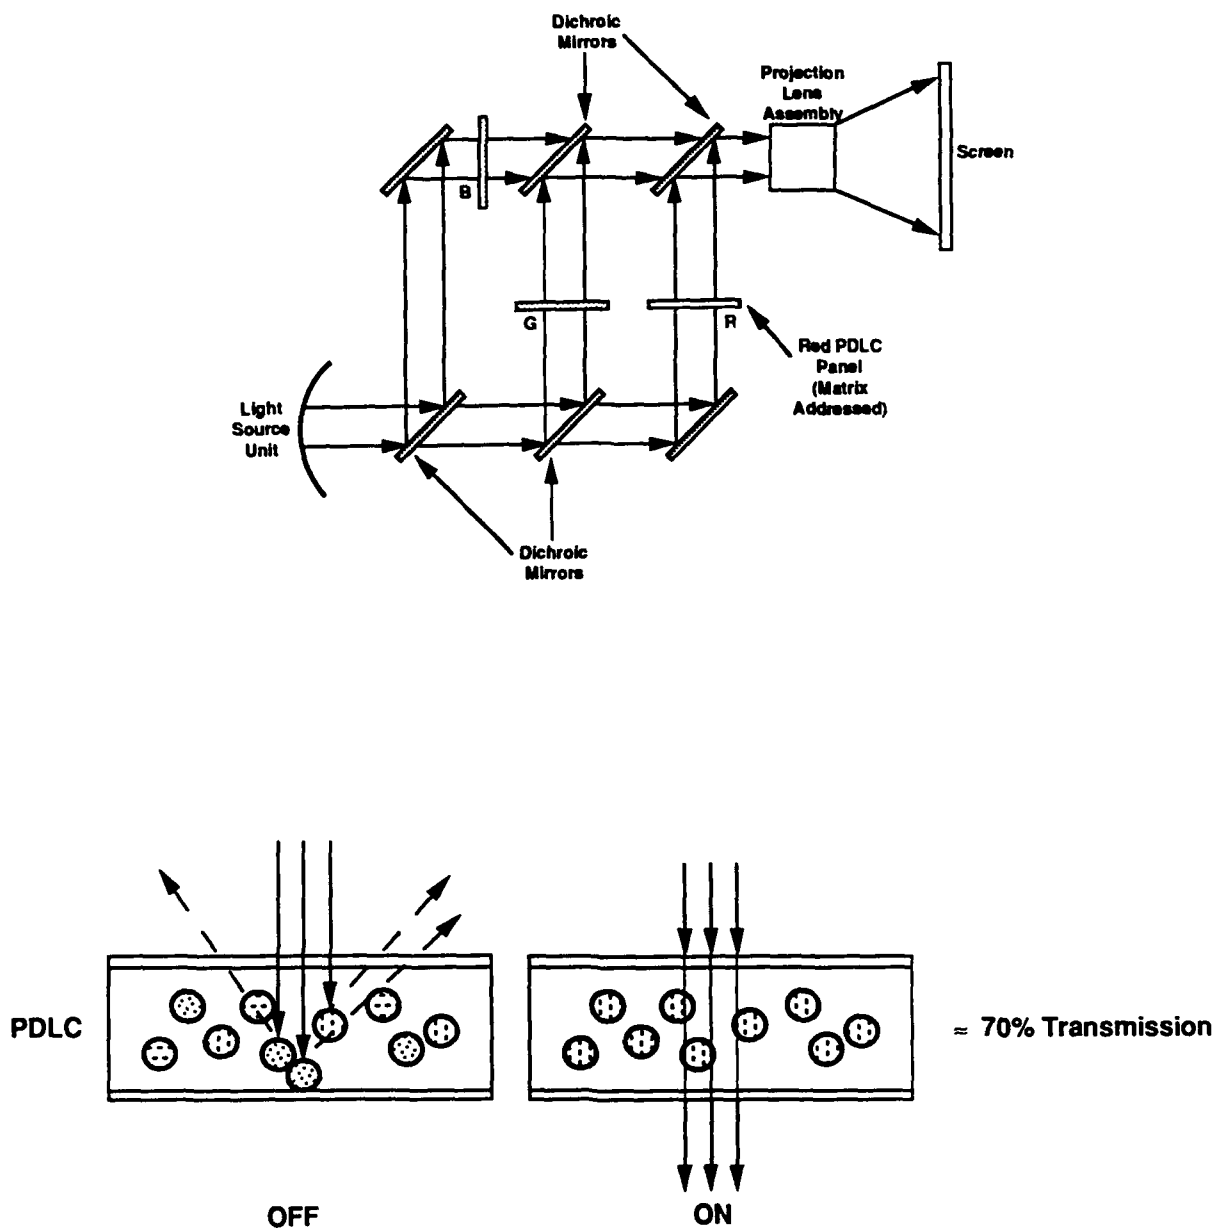 Dichroic
Mirrors
Projection
Lens
Assembly
Screen
B
G
R
Red PDLC
Panel
(Matrix
Addressed)
Light
Source
Unit
Dichroic
Mirrors
PDLC
≈ 70% Transmission
OFF
ON